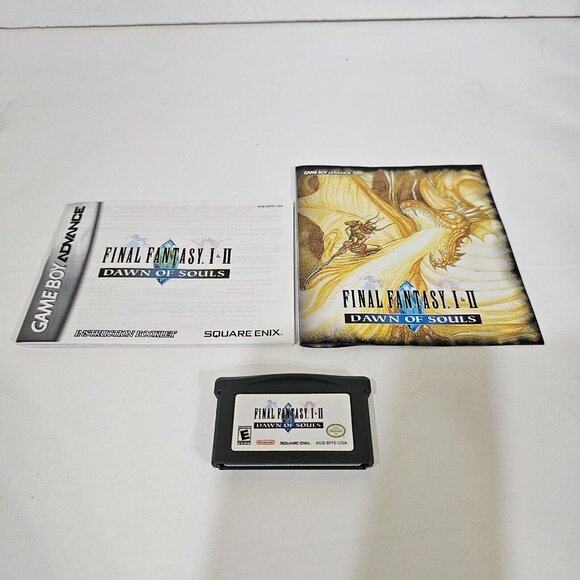 AGB-BFFE-USA
GAME BOY ADVANCE
FINAL FANTASY I & II
DAWN OF SOULS
INSTRUCTION BOOKLET
SQUARE ENIX
GAME BOY ADVANCE
FINAL FANTASY I & II
DAWN OF SOULS
FINAL FANTASY I & II
DAWN OF SOULS
E
Nintendo
SQUARE ENIX
AGB-BFFE-USA